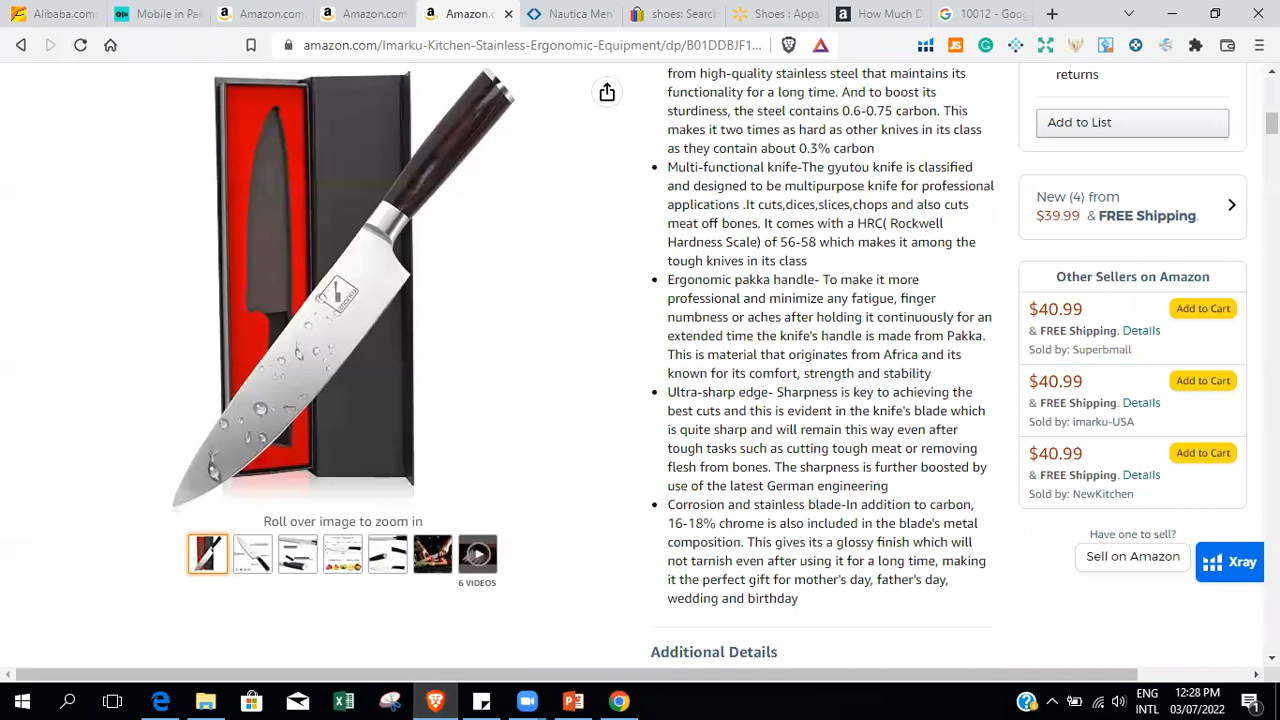 Alibaba.com
Mobile in Pak
Amazon.com
Amazon.com
Amazon.c
Nautica Men
shoes: Search
Shoes : Appa
How Much D
10012 - Goog
amazon.com/Imarku-Kitchen-Stainless-Ergonomic-Equipment/dp/B01DDBJF1...
from high-quality stainless steel that maintains its
functionality for a long time. And to boost its
sturdiness, the steel contains 0.6-0.75 carbon. This
makes it two times as hard as other knives in its class
as they contain about 0.3% carbon
Multi-functional knife-The gyutou knife is classified
and designed to be multipurpose knife for professional
applications .It cuts,dices,slices,chops and also cuts
meat off bones. It comes with a HRC( Rockwell
Hardness Scale) of 56-58 which makes it among the
tough knives in its class
Ergonomic pakka handle- To make it more
professional and minimize any fatigue, finger
numbness or aches after holding it continuously for an
extended time the knife's handle is made from Pakka.
This is material that originates from Africa and its
known for its comfort, strength and stability
Ultra-sharp edge- Sharpness is key to achieving the
best cuts and this is evident in the knife's blade which
is quite sharp and will remain this way even after
tough tasks such as cutting tough meat or removing
flesh from bones. The sharpness is further boosted by
use of the latest German engineering
Corrosion and stainless blade-In addition to carbon,
16-18% chrome is also included in the blade's metal
composition. This gives its a glossy finish which will
not tarnish even after using it for a long time, making
it the perfect gift for mother's day, father's day,
wedding and birthday
Additional Details
Roll over image to zoom in
6 VIDEOS
returns
Add to List
New (4) from
$39.99 & FREE Shipping.
Other Sellers on Amazon
$40.99
Add to Cart
& FREE Shipping. Details
Sold by: Superbmall
$40.99
Add to Cart
& FREE Shipping. Details
Sold by: imarku-USA
$40.99
Add to Cart
& FREE Shipping. Details
Sold by: NewKitchen
Have one to sell?
Sell on Amazon
Xray
ENG
INTL
12:28 PM
03/07/2022